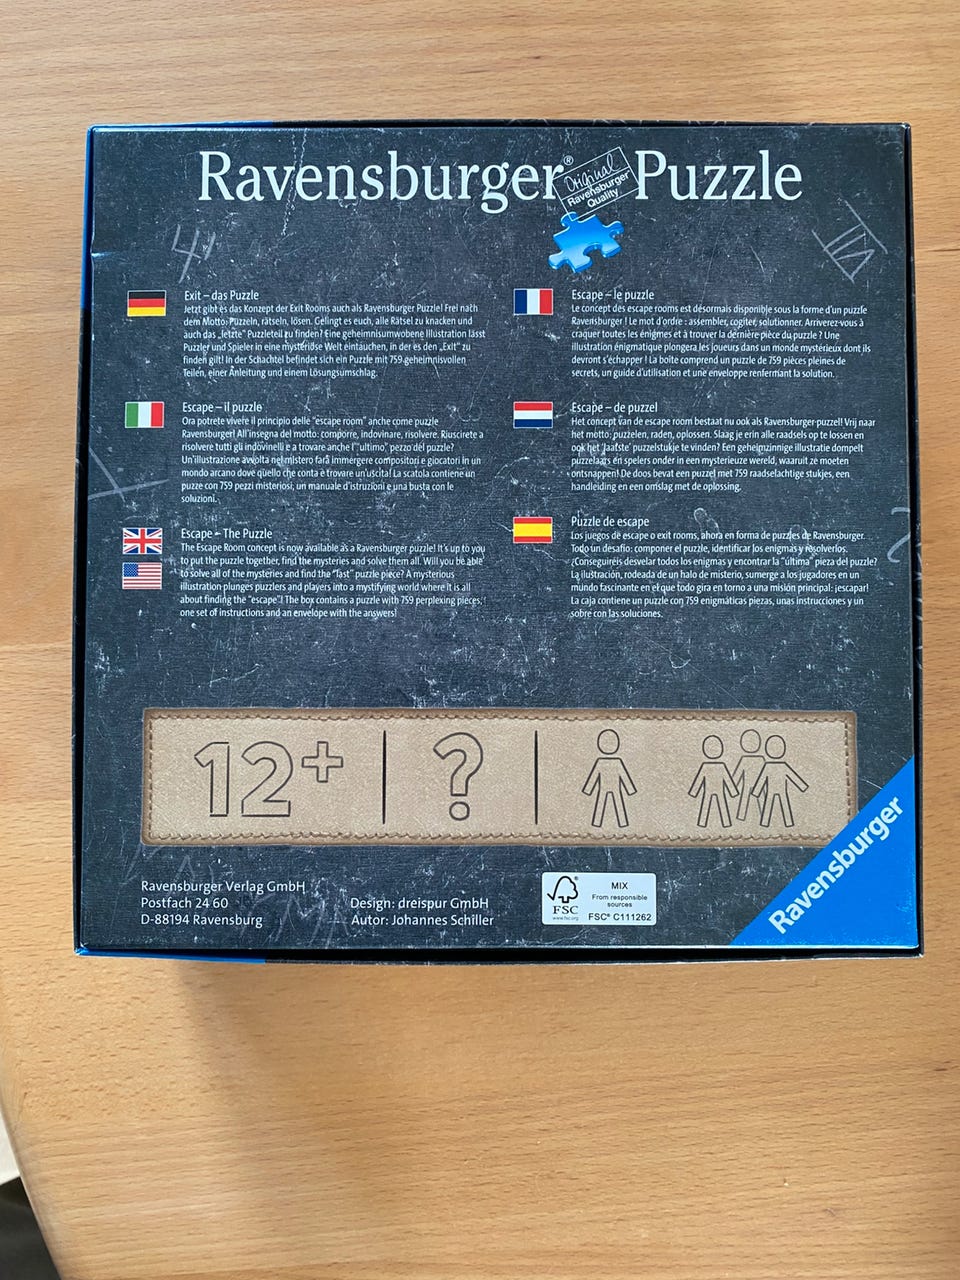 Ravensburger® Puzzle
Original
Ravensburger
Quality
Exit – das Puzzle
Jetzt gibt es das Konzept der Exit Rooms auch als Ravensburger Puzzle! Frei nach
dem Motto: Puzzeln, rätseln, lösen. Gelingt es euch, alle Rätsel zu knacken und
auch das „letzte" Puzzleteil zu finden? Eine geheimnisumwobene Illustration lässt
Puzzler und Spieler in eine mysteriöse Welt eintauchen, in der es den „Exit" zu
finden gilt! In der Schachtel befindet sich ein Puzzle mit 759 geheimnisvollen
Teilen, einer Anleitung und einem Lösungsumschlag.
Escape – il puzzle
Ora potrete vivere il principio delle "escape room" anche come puzzle
Ravensburger! All'insegna del motto: comporre, indovinare, risolvere. Riuscirete a
risolvere tutti gli indovinelli e a trovare anche l'"ultimo" pezzo del puzzle?
Un'illustrazione avvolta nel mistero farà immergere compositori e giocatori in un
mondo arcano dove quello che conta è trovare un'uscita! La scatola contiene un
puzze con 759 pezzi misteriosi, un manuale d'istruzioni e una busta con le
soluzioni.
Escape – The Puzzle
The Escape Room concept is now available as a Ravensburger puzzle! It's up to you
to put the puzzle together, find the mysteries and solve them all. Will you be able
to solve all of the mysteries and find the "last" puzzle piece? A mysterious
illustration plunges puzzlers and players into a mystifying world where it is all
about finding the "escape"! The box contains a puzzle with 759 perplexing pieces,
one set of instructions and an envelope with the answers!
Escape – le puzzle
Le concept des escape rooms est désormais disponible sous la forme d'un puzzle
Ravensburger ! Le mot d'ordre : assembler, cogiter, solutionner. Arriverez-vous à
craquer toutes les énigmes et à trouver la dernière pièce du puzzle ? Une
illustration énigmatique plongera les joueurs dans un monde mystérieux dont ils
devront s'échapper ! La boîte comprend un puzzle de 759 pièces pleines de
secrets, un guide d'utilisation et une enveloppe renfermant la solution.
Escape – de puzzel
Het concept van de escape room bestaat nu ook als Ravensburger-puzzel! Vrij naar
het motto: puzzelen, raden, oplossen. Slaag je erin alle raadsels op te lossen en
ook het 'laatste' puzzelstukje te vinden? Een geheimzinnige illustratie dompelt
puzzelaars en spelers onder in een mysterieuze wereld, waaruit ze moeten
ontsnappen! De doos bevat een puzzel met 759 raadselachtige stukjes, een
handleiding en een omslag met de oplossing.
Puzzle de escape
Los juegos de escape o exit rooms, ahora en forma de puzzles de Ravensburger.
Todo un desafío: componer el puzzle, identificar los enigmas y resolverlos.
¿Conseguiréis desvelar todos los enigmas y encontrar la "última" pieza del puzzle?
La ilustración, rodeada de un halo de misterio, sumerge a los jugadores en un
mundo fascinante en el que todo gira en torno a una misión principal: ¡escapar!
La caja contiene un puzzle con 759 enigmáticas piezas, unas instrucciones y un
sobre con las soluciones.
12+ ?
Ravensburger Verlag GmbH
Postfach 24 60
D-88194 Ravensburg
Design: dreispur GmbH
Autor: Johannes Schiller
FSC
www.fsc.org
MIX
From responsible
sources
FSC® C111262
Ravensburger